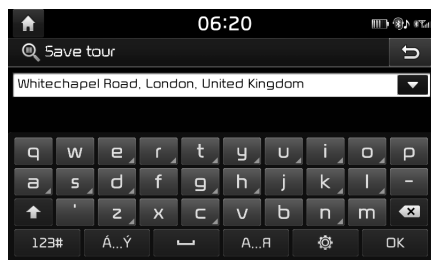 06:20
Save tour
Whitechapel Road, London, United Kingdom
q w e r t y u i o p
a s d f g h j k l -
' z x c v b n m
123# Á...Ý A...Я OK